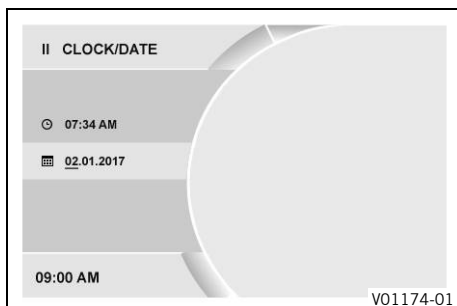 II CLOCK/DATE
07:34 AM
02.01.2017
09:00 AM
V01174-01